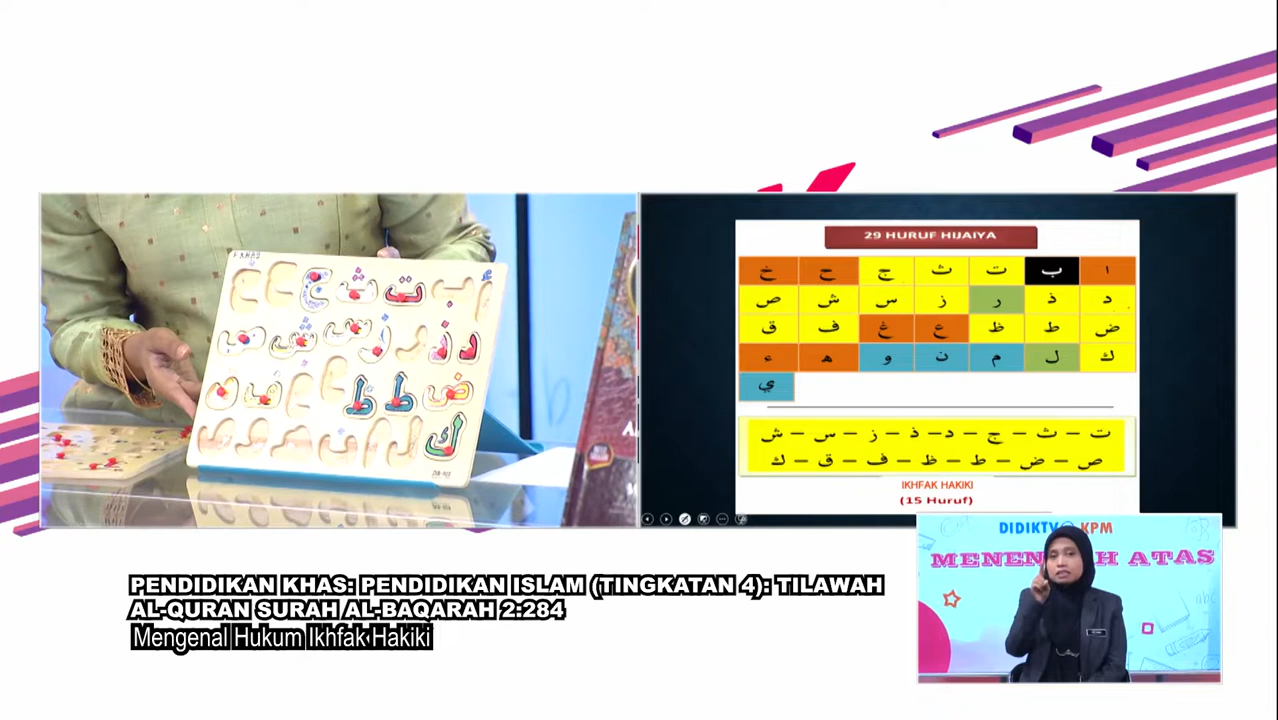 29 HURUF HIJAIYA
ا ب ت ث ج ح خ
د ذ ر ز س ش ص
ض ط ظ ع غ ف ق
ك ل م ن و ه ء
ي
ت – ث – ج – د – ذ – ز – س – ش
ص – ض – ط – ظ – ف – ق – ك
IKHFAK HAKIKI
(15 Huruf)
ت ث ج
د ذ ز س ش ص
ض ط ظ ف ق
ك
DIDIKTV KPM
ATAS
PENDIDIKAN KHAS: PENDIDIKAN ISLAM (TINGKATAN 4): TILAWAH
AL-QURAN SURAH AL-BAQARAH 2:284
Mengenal Hukum Ikhfak Hakiki